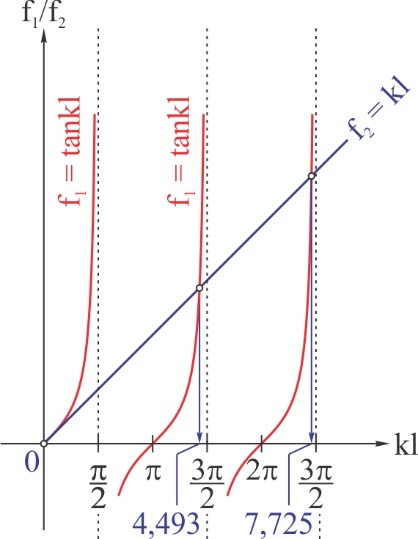 f₁/f₂
f₁ = tankl
f₁ = tankl
f₂ = kl
kl
0
π/2
π
3π/2
2π
3π/2
4,493
7,725